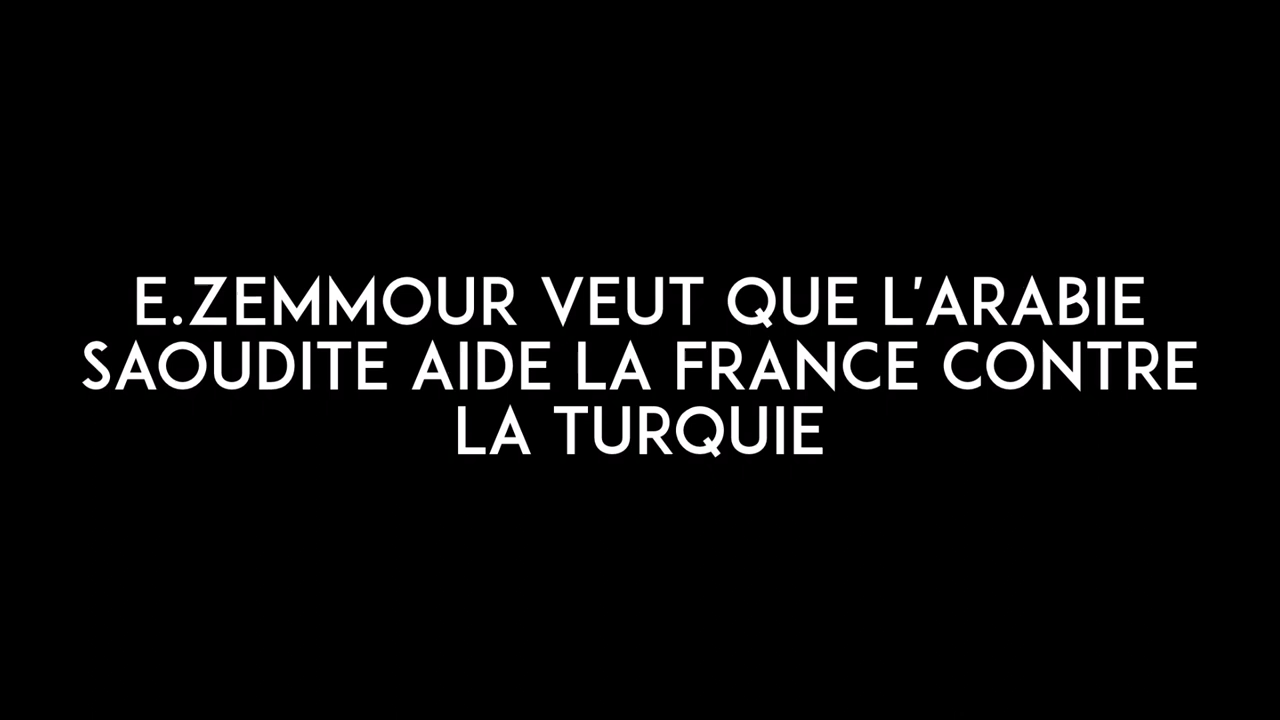 E.ZEMMOUR VEUT QUE L'ARABIE
SAOUDITE AIDE LA FRANCE CONTRE
LA TURQUIE